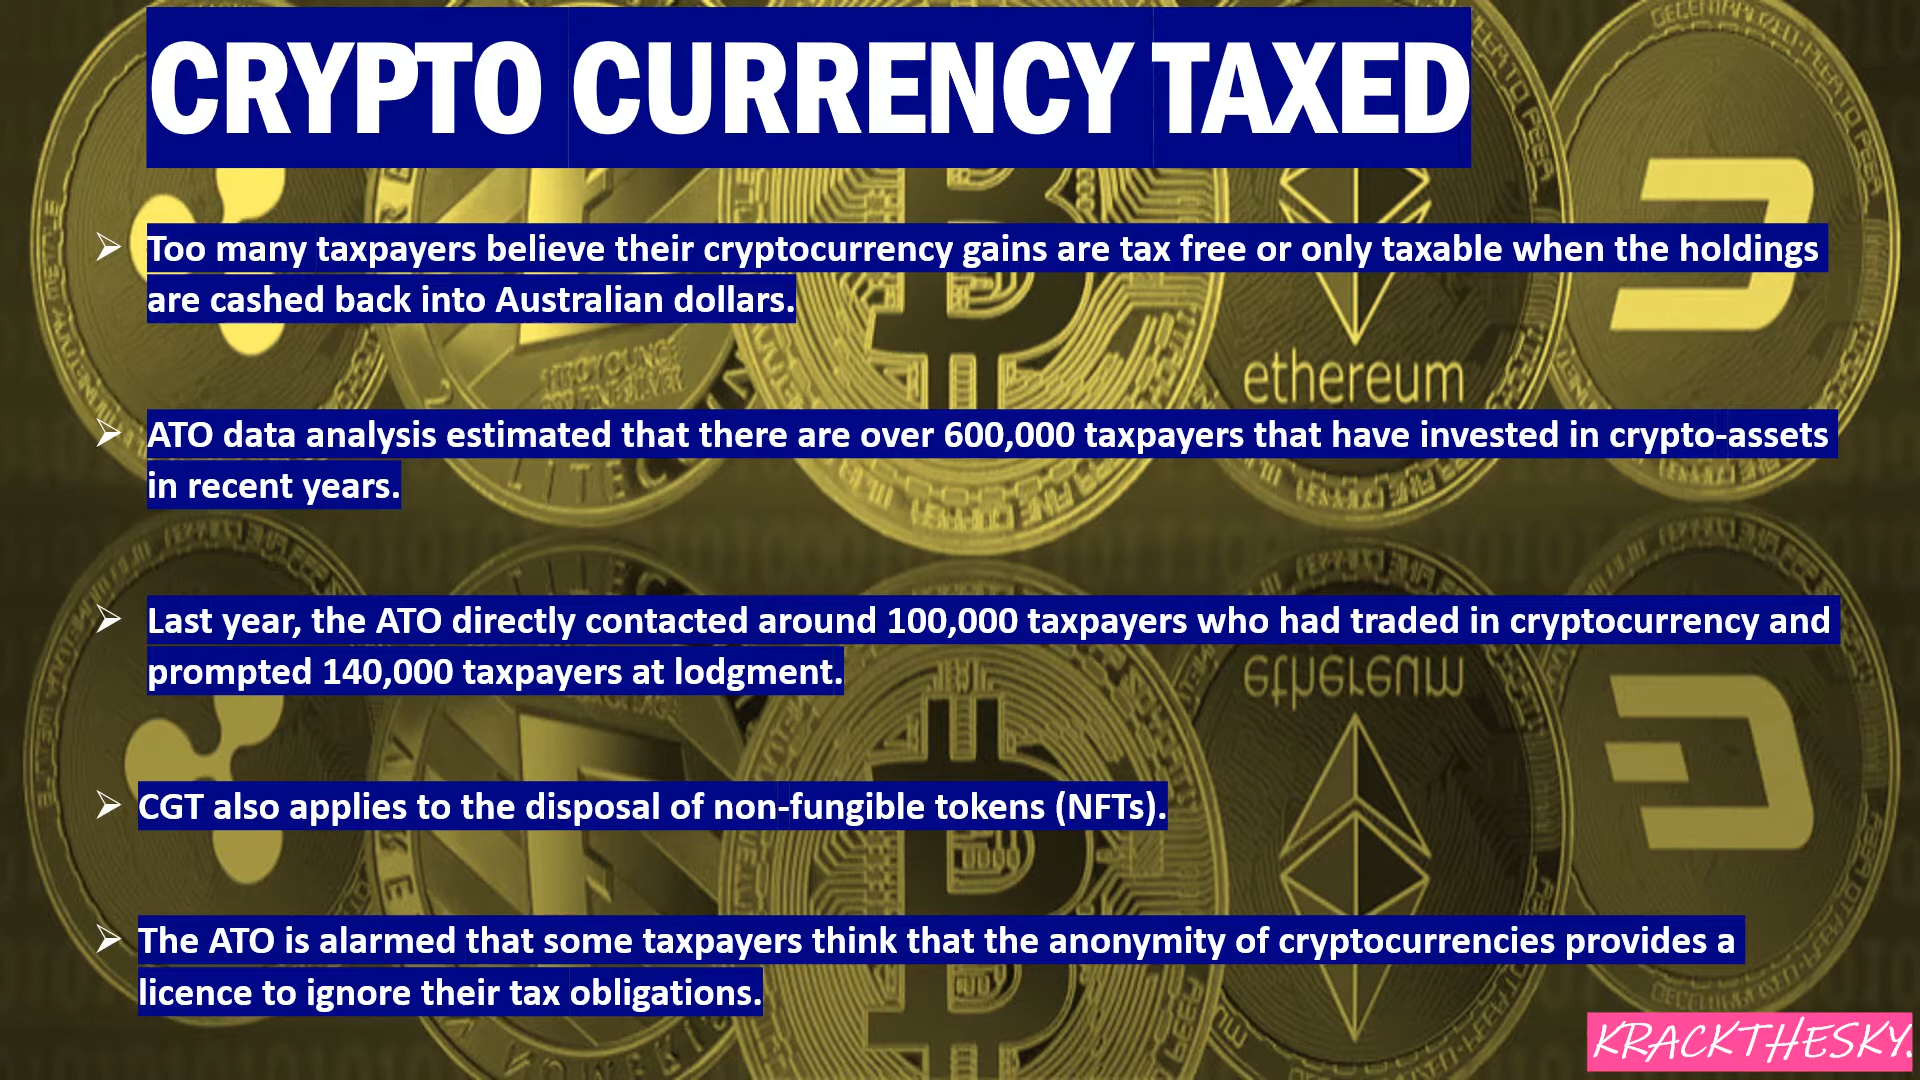 CRYPTO CURRENCY TAXED
➢ Too many taxpayers believe their cryptocurrency gains are tax free or only taxable when the holdings
are cashed back into Australian dollars.
ethereum
➢ ATO data analysis estimated that there are over 600,000 taxpayers that have invested in crypto-assets
in recent years.
➢ Last year, the ATO directly contacted around 100,000 taxpayers who had traded in cryptocurrency and
prompted 140,000 taxpayers at lodgment.
ethereum
➢ CGT also applies to the disposal of non-fungible tokens (NFTs).
➢ The ATO is alarmed that some taxpayers think that the anonymity of cryptocurrencies provides a
licence to ignore their tax obligations.
KRACKTHESKY.